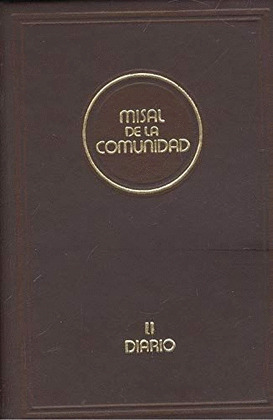 MISAL
DE LA
COMUNIDAD
II
DIARIO